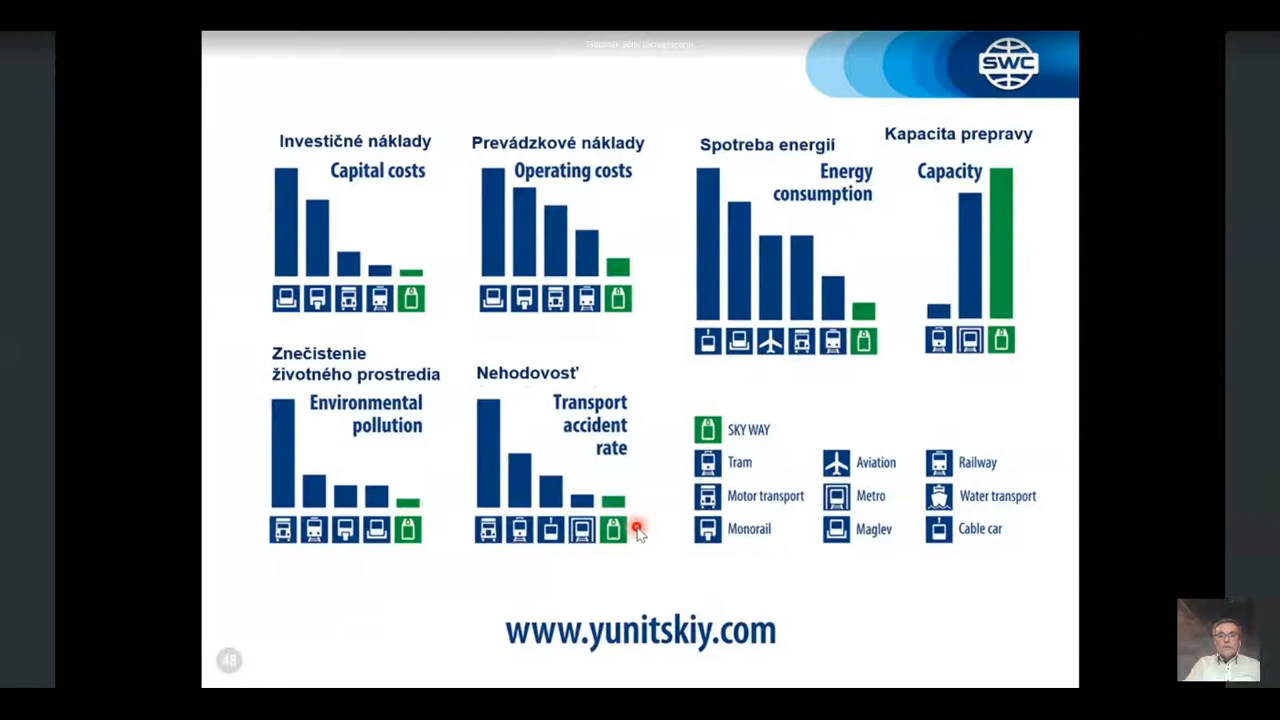 SWC
Investičné náklady
Capital costs
Prevádzkové náklady
Operating costs
Spotreba energií
Energy
consumption
Kapacita prepravy
Capacity
Znečistenie
životného prostredia
Environmental
pollution
Nehodovosť
Transport
accident
rate
SKY WAY
Tram
Aviation
Railway
Motor transport
Metro
Water transport
Monorail
Maglev
Cable car
www.yunitskiy.com
48